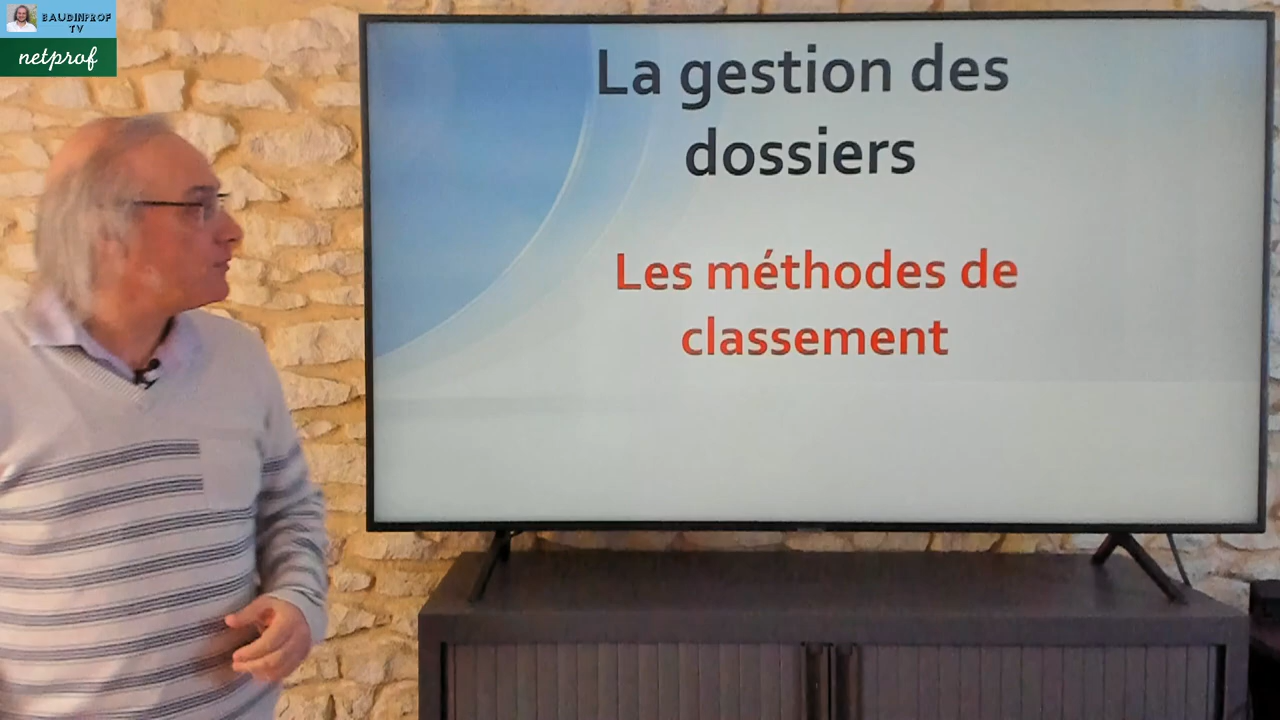 BAUDINPROF
TV
netprof
La gestion des
dossiers
Les méthodes de
classement